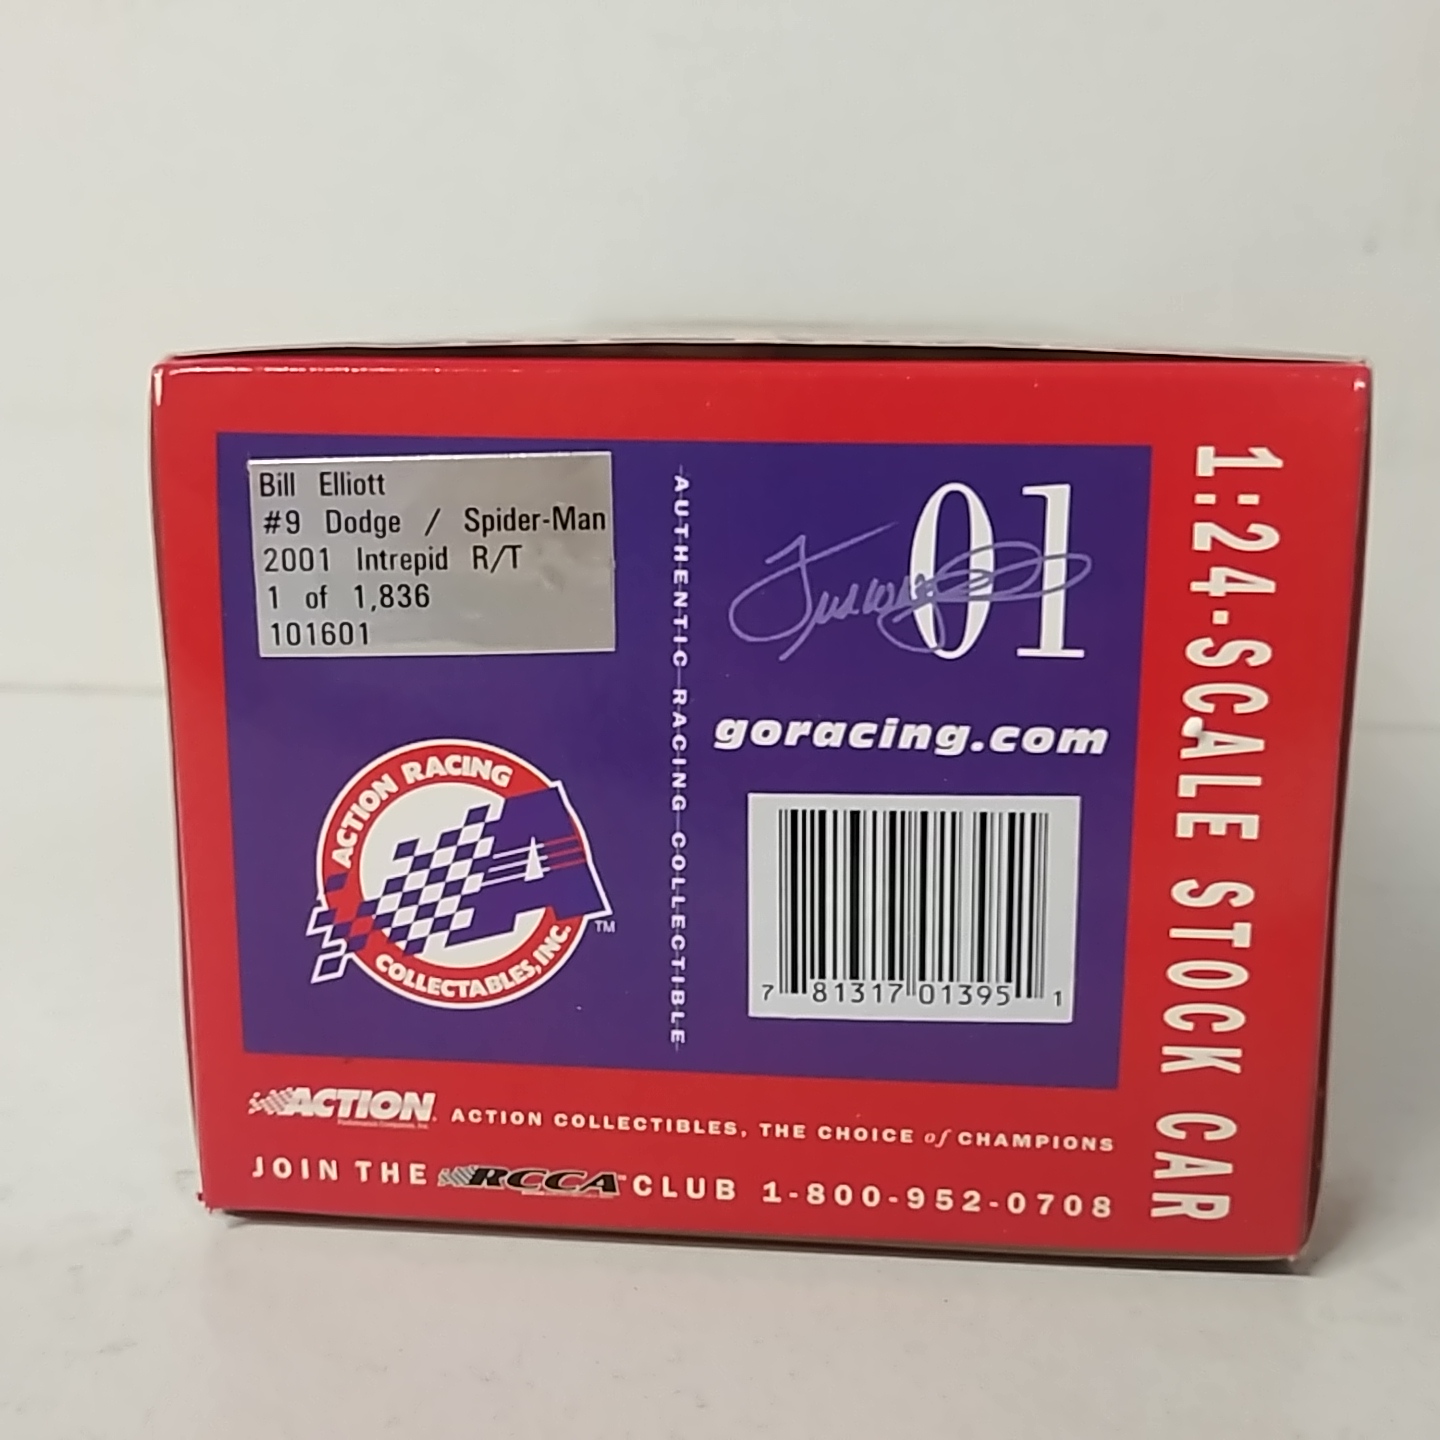 Bill Elliott
#9 Dodge / Spider-Man
2001 Intrepid R/T
1 of 1,836
101601
AUTHENTIC RACING COLLECTIBLE
01
goracing.com
7 81317 01395 1
ACTION RACING
COLLECTABLES, INC.
TM
1:24-SCALE STOCK CAR
ACTION
ACTION COLLECTIBLES, THE CHOICE of CHAMPIONS
JOIN THE RCCA CLUB 1-800-952-0708